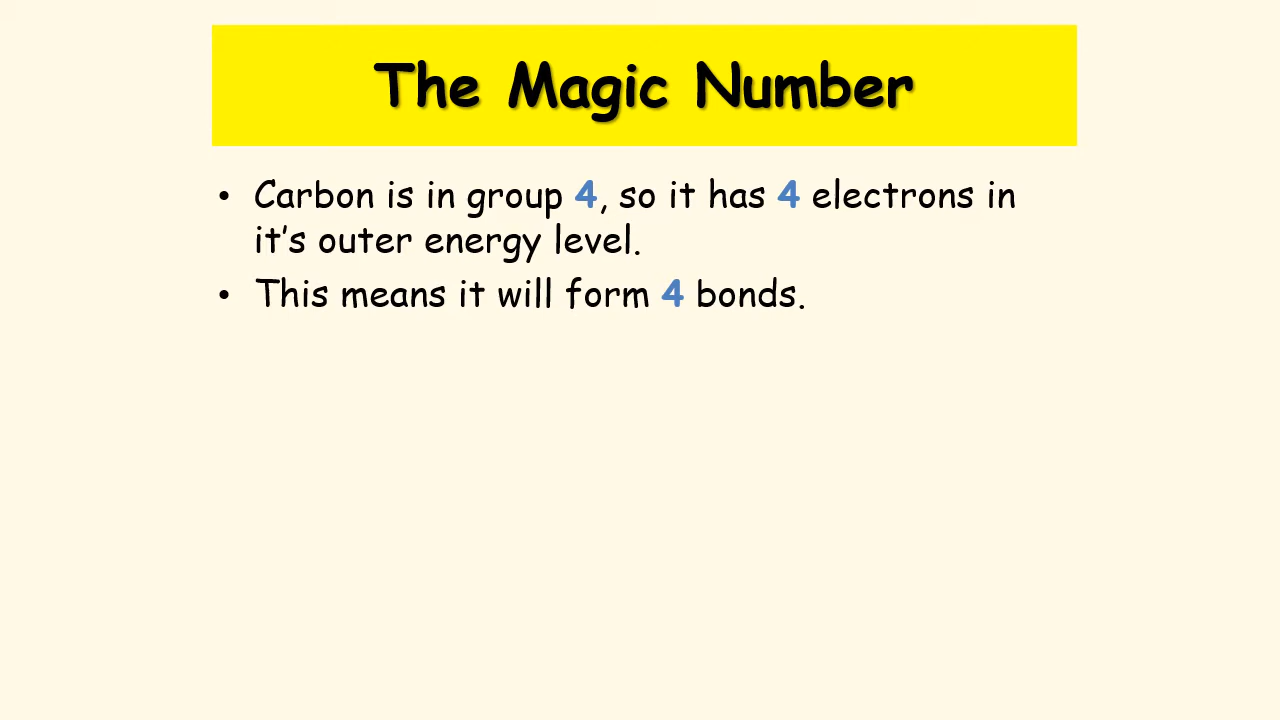 The Magic Number
• Carbon is in group 4, so it has 4 electrons in
it’s outer energy level.
• This means it will form 4 bonds.